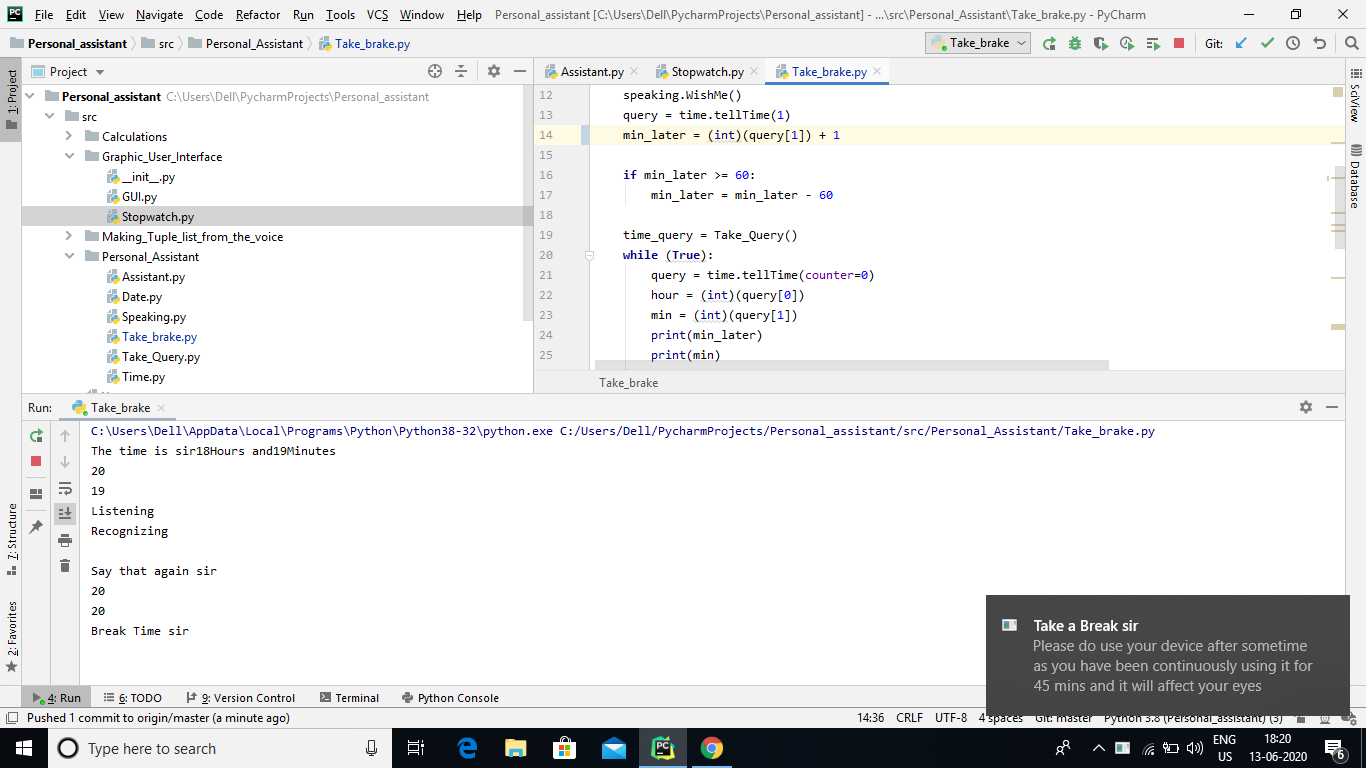 File Edit View Navigate Code Refactor Run Tools VCS Window Help Personal_assistant [C:\Users\Dell\PycharmProjects\Personal_assistant] - ...\src\Personal_Assistant\Take_brake.py - PyCharm
Personal_assistant src Personal_Assistant Take_brake.py Take_brake Git:
1: Project
Project
Assistant.py Stopwatch.py Take_brake.py
Personal_assistant C:\Users\Dell\PycharmProjects\Personal_assistant
src
Calculations
Graphic_User_Interface
__init__.py
GUI.py
Stopwatch.py
Making_Tuple_list_from_the_voice
Personal_Assistant
Assistant.py
Date.py
Speaking.py
Take_brake.py
Take_Query.py
Time.py
12 speaking.WishMe()
13 query = time.tellTime(1)
14 min_later = (int)(query[1]) + 1
15
16 if min_later >= 60:
17 min_later = min_later - 60
18
19 time_query = Take_Query()
20 while (True):
21 query = time.tellTime(counter=0)
22 hour = (int)(query[0])
23 min = (int)(query[1])
24 print(min_later)
25 print(min)
Take_brake
SciView
Database
Run: Take_brake
C:\Users\Dell\AppData\Local\Programs\Python\Python38-32\python.exe C:/Users/Dell/PycharmProjects/Personal_assistant/src/Personal_Assistant/Take_brake.py
The time is sir18Hours and19Minutes
20
19
Listening
Recognizing
Say that again sir
20
20
Break Time sir
7: Structure
2: Favorites
Take a Break sir
Please do use your device after sometime
as you have been continuously using it for
45 mins and it will affect your eyes
4: Run 6: TODO 9: Version Control Terminal Python Console
Pushed 1 commit to origin/master (a minute ago) 14:36 CRLF UTF-8 4 spaces Git: master Python 3.8 (Personal_assistant) (3)
Type here to search
ENG
US
18:20
13-06-2020
6